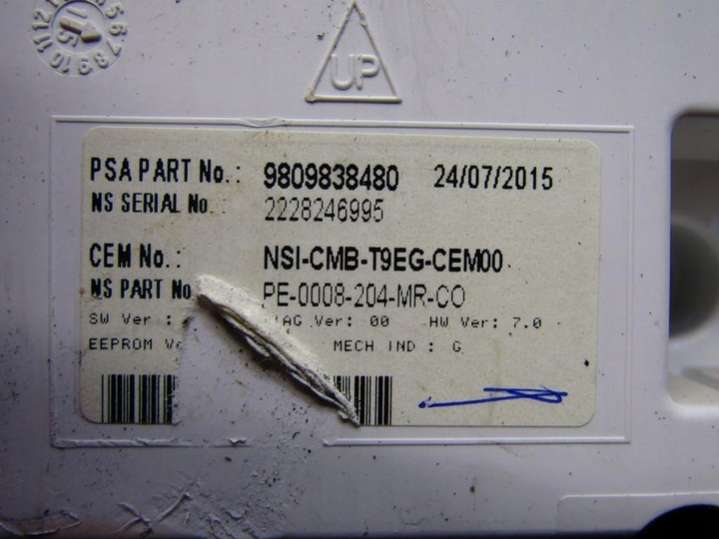 UP
PSA PART No.: 9809838480 24/07/2015
NS SERIAL No. 2228246995
CEM No.: NSI-CMB-T9EG-CEM00
NS PART No PE-0008-204-MR-CO
SW Ver : Ver: 00 HW Ver: 7.0
EEPROM MECH IND : G